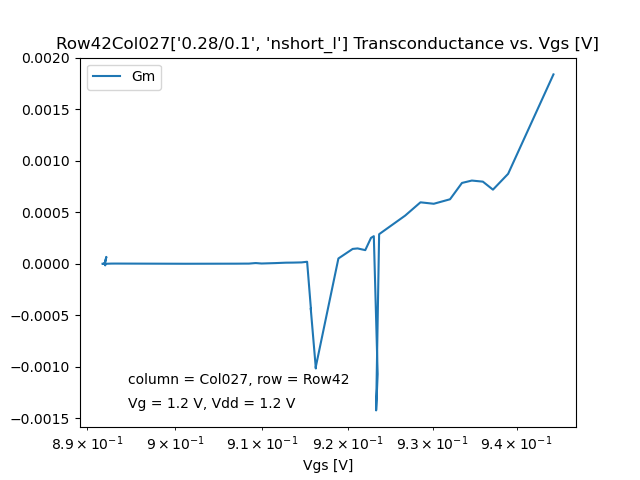 Row42Col027['0.28/0.1', 'nshort_l'] Transconductance vs. Vgs [V]
0.0020
Gm
0.0015
0.0010
0.0005
0.0000
−0.0005
−0.0010
column = Col027, row = Row42
Vg = 1.2 V, Vdd = 1.2 V
−0.0015
8.9 × 10⁻¹ 9 × 10⁻¹ 9.1 × 10⁻¹ 9.2 × 10⁻¹ 9.3 × 10⁻¹ 9.4 × 10⁻¹
Vgs [V]